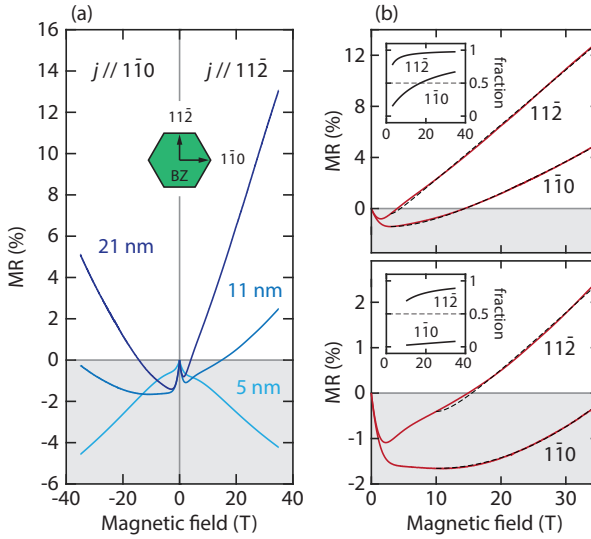 (a)
16
14
12
10
8
6
4
2
0
-2
-4
-6
MR (%)
j // 11̄0
j // 112̄
112̄
11̄0
BZ
21 nm
11 nm
5 nm
-40 -20 0 20 40
Magnetic field (T)
(b)
12
8
4
0
MR (%)
112̄
11̄0
1
0.5
0
fraction
0 20 40
112̄
11̄0
2
1
0
-1
-2
MR (%)
112̄
11̄0
1
0.5
0
fraction
0 20 40
112̄
11̄0
0 10 20 30
Magnetic field (T)